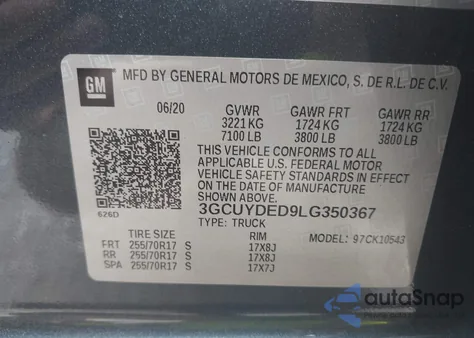 GM
MFD BY GENERAL MOTORS DE MEXICO, S. DE R.L. DE C.V.
06/20 GVWR GAWR FRT GAWR RR
3221 KG 1724 KG 1724 KG
7100 LB 3800 LB 3800 LB
THIS VEHICLE CONFORMS TO ALL
APPLICABLE U.S. FEDERAL MOTOR
VEHICLE SAFETY STANDARDS IN EFFECT
ON THE DATE OF MANUFACTURE
SHOWN ABOVE.
626D
3GCUYDED9LG350367
TYPE: TRUCK MODEL: 97CK10543
TIRE SIZE RIM
FRT 255/70R17 S 17X8J
RR 255/70R17 S 17X8J
SPA 255/70R17 S 17X7J
autaSnap